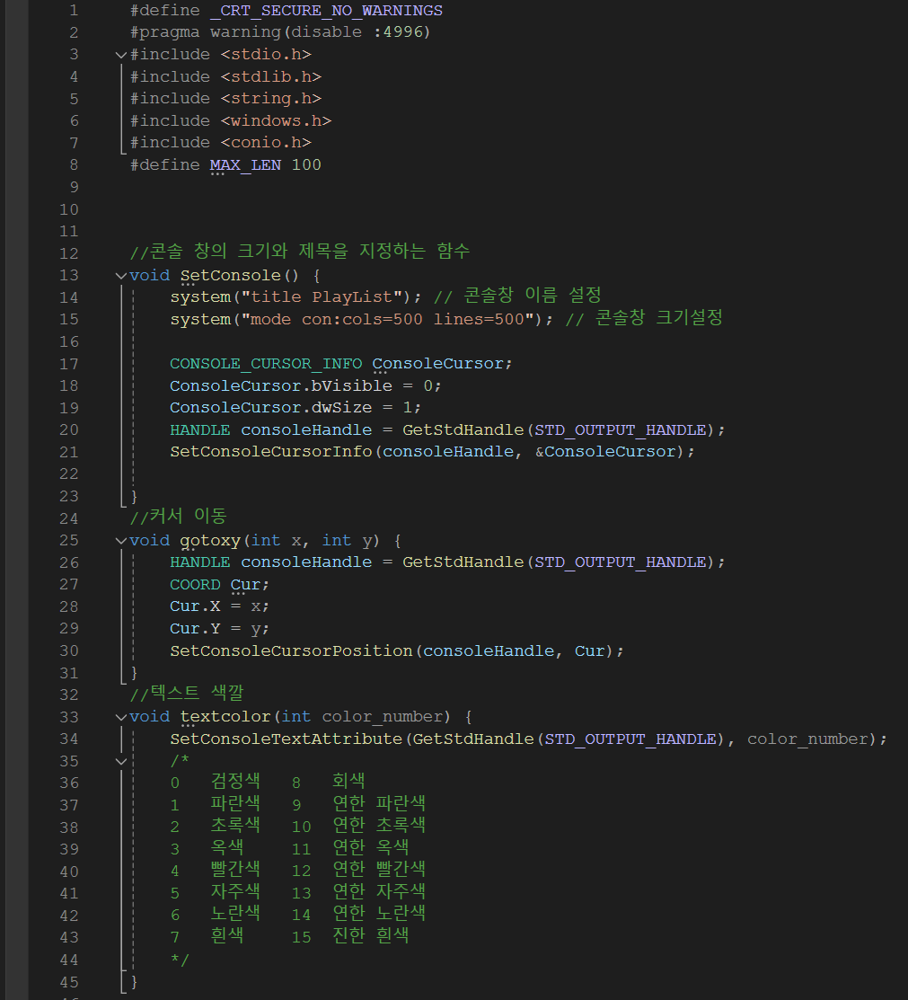 1 #define _CRT_SECURE_NO_WARNINGS
2 #pragma warning(disable :4996)
3 #include <stdio.h>
4 #include <stdlib.h>
5 #include <string.h>
6 #include <windows.h>
7 #include <conio.h>
8 #define MAX_LEN 100
9
10
11
12 //콘솔 창의 크기와 제목을 지정하는 함수
13 void SetConsole() {
14 system("title PlayList"); // 콘솔창 이름 설정
15 system("mode con:cols=500 lines=500"); // 콘솔창 크기설정
16
17 CONSOLE_CURSOR_INFO ConsoleCursor;
18 ConsoleCursor.bVisible = 0;
19 ConsoleCursor.dwSize = 1;
20 HANDLE consoleHandle = GetStdHandle(STD_OUTPUT_HANDLE);
21 SetConsoleCursorInfo(consoleHandle, &ConsoleCursor);
22
23 }
24 //커서 이동
25 void gotoxy(int x, int y) {
26 HANDLE consoleHandle = GetStdHandle(STD_OUTPUT_HANDLE);
27 COORD Cur;
28 Cur.X = x;
29 Cur.Y = y;
30 SetConsoleCursorPosition(consoleHandle, Cur);
31 }
32 //텍스트 색깔
33 void textcolor(int color_number) {
34 SetConsoleTextAttribute(GetStdHandle(STD_OUTPUT_HANDLE), color_number);
35 /*
36 0 검정색 8 회색
37 1 파란색 9 연한 파란색
38 2 초록색 10 연한 초록색
39 3 옥색 11 연한 옥색
40 4 빨간색 12 연한 빨간색
41 5 자주색 13 연한 자주색
42 6 노란색 14 연한 노란색
43 7 흰색 15 진한 흰색
44 */
45 }